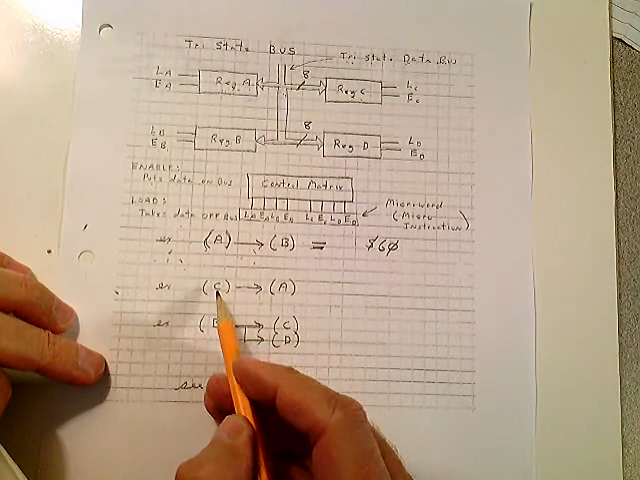 Tri State BUS
Tri state Data Bus
LA
EA
Reg. A
8
Reg C
LC
EC
LB
EB
Reg. B
8
Reg. D
LD
ED
ENABLE:
Puts data on Bus
Control Matrix
LOAD:
Takes data OFF Bus
LA EA LB EB LC EC LD ED
Microword
(Micro Instruction)
ex (A) → (B) = $60
ex (C) → (A)
ex → (C)
→ (D)